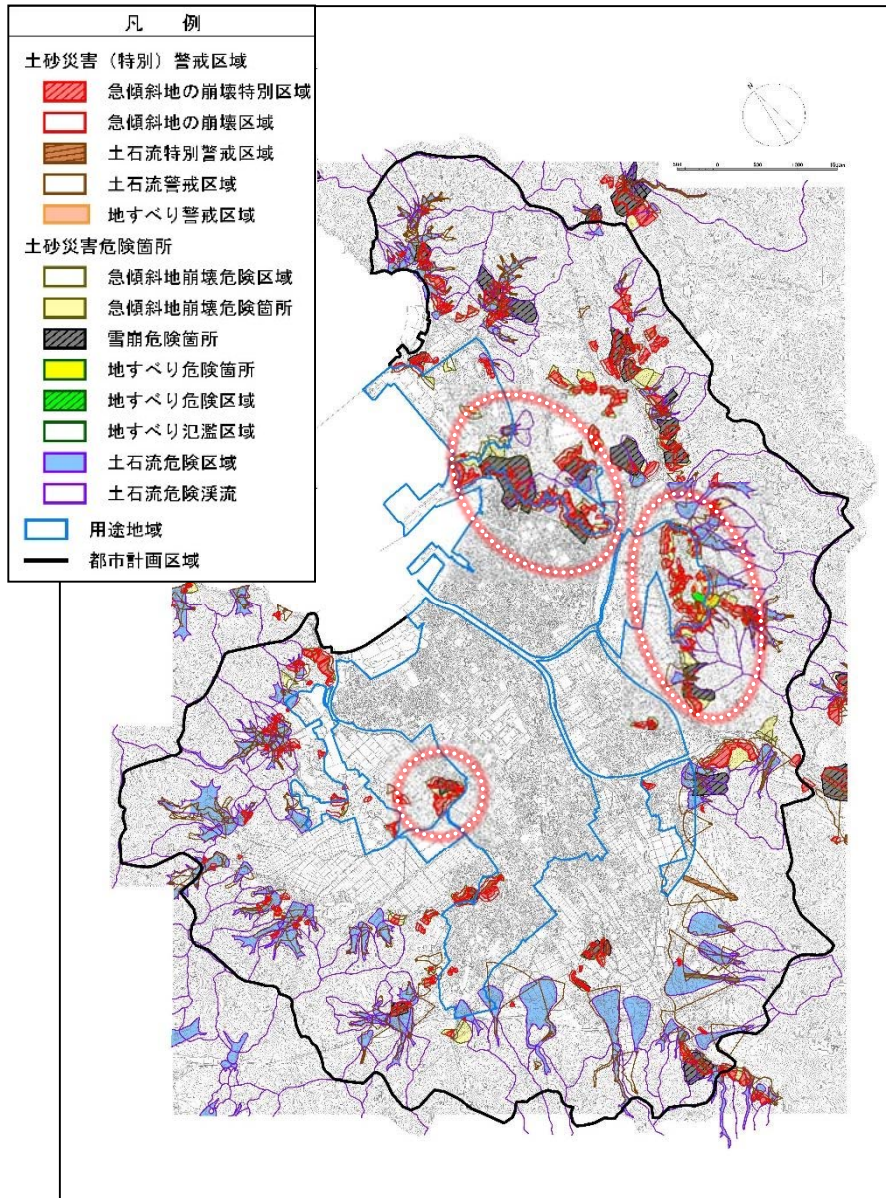 凡 例
土砂災害（特別）警戒区域
急傾斜地の崩壊特別区域
急傾斜地の崩壊区域
土石流特別警戒区域
土石流警戒区域
地すべり警戒区域
土砂災害危険箇所
急傾斜地崩壊危険区域
急傾斜地崩壊危険箇所
雪崩危険箇所
地すべり危険箇所
地すべり危険区域
地すべり氾濫区域
土石流危険区域
土石流危険渓流
用途地域
都市計画区域
N